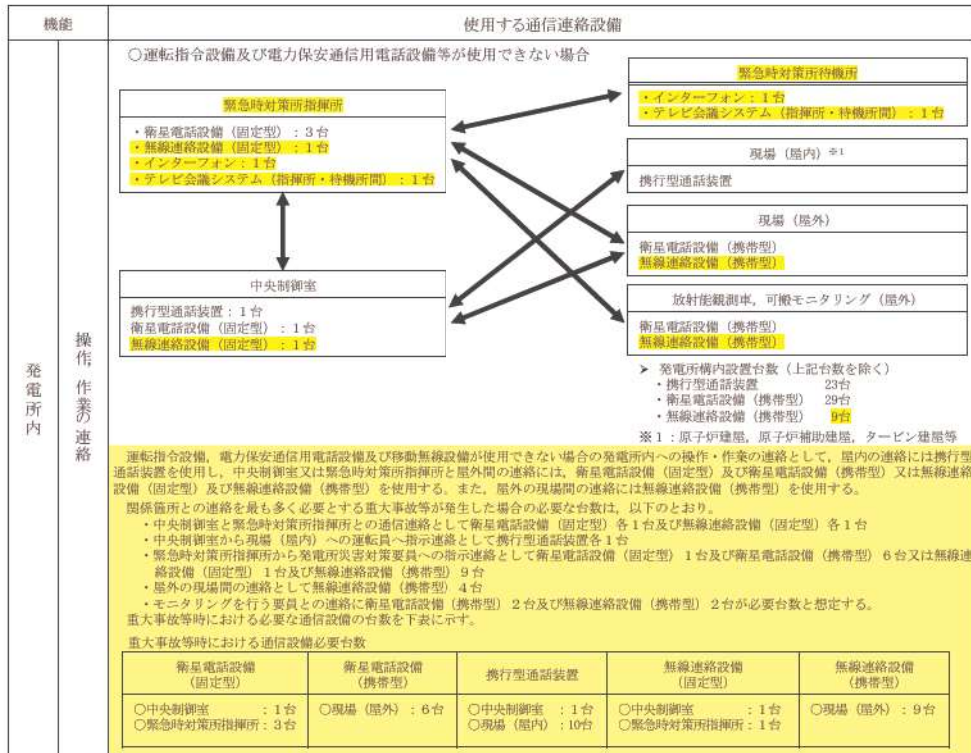 機能
使用する通信連絡設備
発電所内
操作，作業の連絡
○運転指令設備及び電力保安通信用電話設備等が使用できない場合
緊急時対策所指揮所
・衛星電話設備（固定型）：３台
・無線連絡設備（固定型）：１台
・インターフォン：１台
・テレビ会議システム（指揮所・待機所間）：１台
中央制御室
携行型通話装置：１台
衛星電話設備（固定型）：１台
無線連絡設備（固定型）：１台
緊急時対策所待機所
・インターフォン：１台
・テレビ会議システム（指揮所・待機所間）：１台
現場（屋内）※1
携行型通話装置
現場（屋外）
衛星電話設備（携帯型）
無線連絡設備（携帯型）
放射能観測車，可搬モニタリング（屋外）
衛星電話設備（携帯型）
無線連絡設備（携帯型）
➤ 発電所構内設置台数（上記台数を除く）
・携行型通話装置 23台
・衛星電話設備（携帯型） 29台
・無線連絡設備（携帯型） 9台
※１：原子炉建屋，原子炉補助建屋，タービン建屋等
運転指令設備，電力保安通信用電話設備及び移動無線設備が使用できない場合の発電所内への操作・作業の連絡として，屋内の連絡には携行型
通話装置を使用し，中央制御室又は緊急時対策所指揮所と屋外間の連絡には，衛星電話設備（固定型）及び衛星電話設備（携帯型）又は無線連絡
設備（固定型）及び無線連絡設備（携帯型）を使用する。また，屋外の現場間の連絡には無線連絡設備（携帯型）を使用する。
関係箇所との連絡を最も多く必要とする重大事故等が発生した場合の必要な台数は，以下のとおり。
・中央制御室と緊急時対策所指揮所との通信連絡として衛星電話設備（固定型）各１台及び無線連絡設備（固定型）各１台
・中央制御室から現場（屋内）への運転員へ指示連絡として携行型通話装置各１台
・緊急時対策所指揮所から発電所災害対策要員への指示連絡として衛星電話設備（固定型）１台及び衛星電話設備（携帯型）６台又は無線連
絡設備（固定型）１台及び無線連絡設備（携帯型）９台
・屋外の現場間の連絡として無線連絡設備（携帯型）４台
・モニタリングを行う要員との連絡に衛星電話設備（携帯型）２台及び無線連絡設備（携帯型）２台が必要台数と想定する。
重大事故等時における必要な通信設備の台数を下表に示す。
重大事故等時における通信設備必要台数
衛星電話設備（固定型）
衛星電話設備（携帯型）
携行型通話装置
無線連絡設備（固定型）
無線連絡設備（携帯型）
○中央制御室 ：１台
○緊急時対策所指揮所：３台
○現場（屋外）：６台
○中央制御室 ：１台
○現場（屋内）：10台
○中央制御室 ：１台
○緊急時対策所指揮所：１台
○現場（屋外）：９台